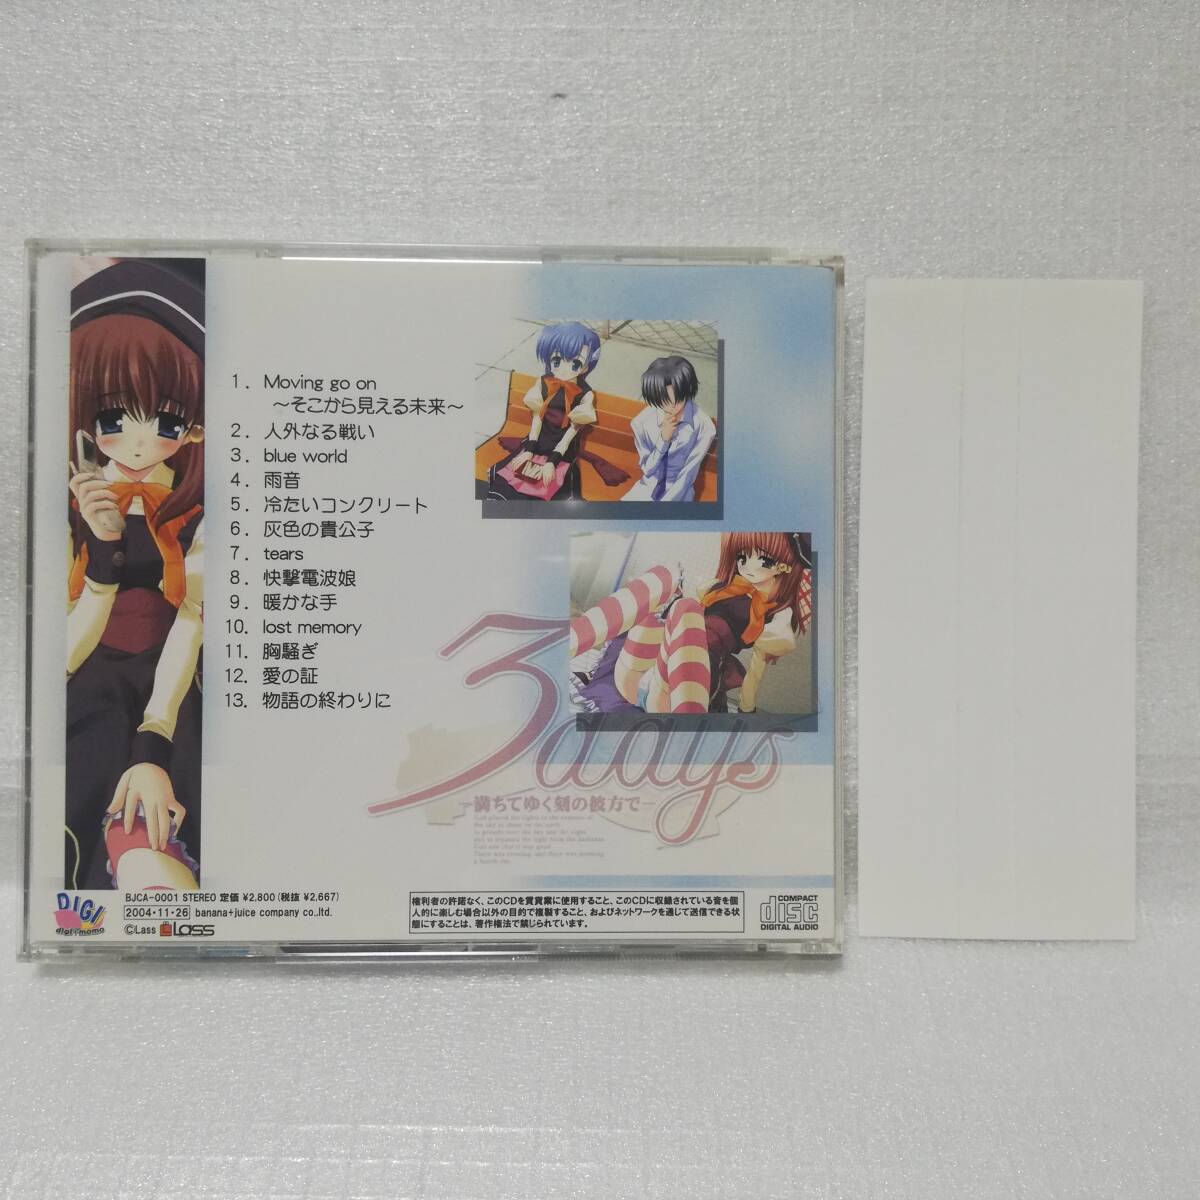 1. Moving go on
～そこから見える未来～
2. 人外なる戦い
3. blue world
4. 雨音
5. 冷たいコンクリート
6. 灰色の貴公子
7. tears
8. 快撃電波娘
9. 暖かな手
10. lost memory
11. 胸騒ぎ
12. 愛の証
13. 物語の終わりに
3days
―満ちてゆく刻の彼方で―
DIGI
digi+mama
BJCA-0001 STEREO 定価 ¥2,800(税抜 ¥2,667)
2004・11・26 banana+juice company co.,ltd.
©Lass Lass
権利者の許諾なく、このCDを賃貸業に使用すること、このCDに収録されている音を個
人的に楽しむ場合以外の目的で複製すること、およびネットワークを通じて送信できる状
態にすることは、著作権法で禁じられています。
COMPACT
disc
DIGITAL AUDIO